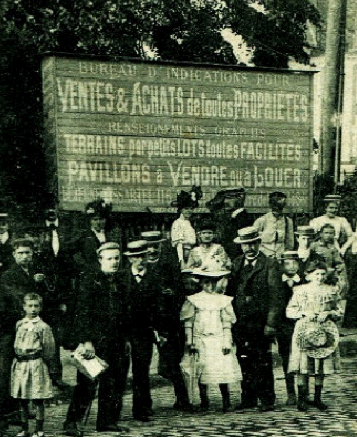 BUREAU D'INDICATIONS POUR
VENTES & ACHATS de toutes PROPRIÉTÉS
RENSEIGNEMENTS GRATUITS
TERRAINS par petits LOTS toutes FACILITÉS
PAVILLONS à VENDRE ou à LOUER